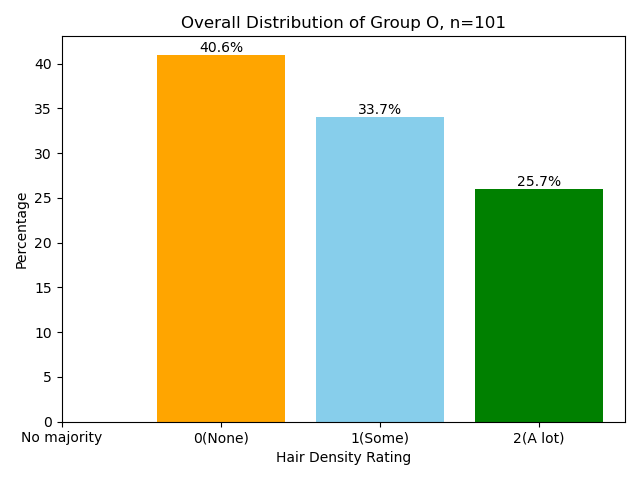 Overall Distribution of Group O, n=101
40.6%
33.7%
25.7%
Percentage
40
35
30
25
20
15
10
5
0
No majority
0(None)
1(Some)
2(A lot)
Hair Density Rating